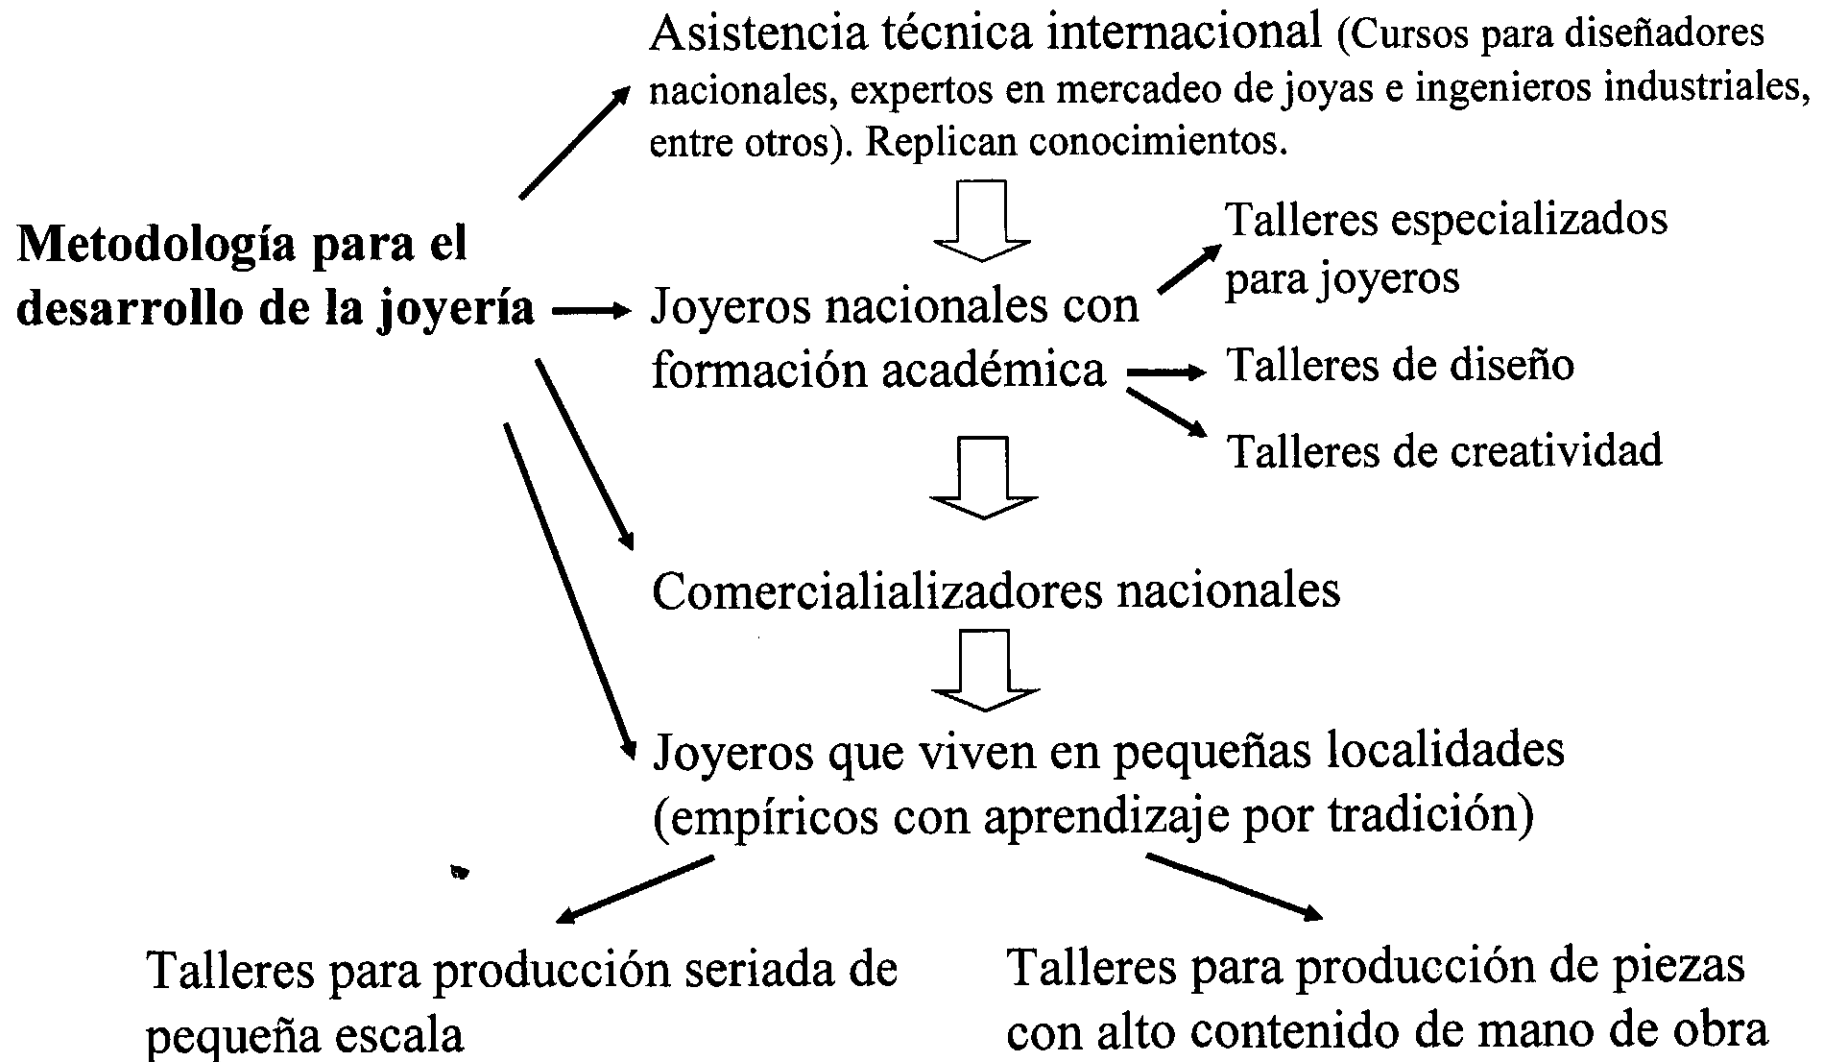 Asistencia técnica internacional (Cursos para diseñadores
nacionales, expertos en mercadeo de joyas e ingenieros industriales,
entre otros). Replican conocimientos.
Metodología para el
desarrollo de la joyería
Joyeros nacionales con
formación académica
Talleres especializados
para joyeros
Talleres de diseño
Talleres de creatividad
Comercialializadores nacionales
Joyeros que viven en pequeñas localidades
(empíricos con aprendizaje por tradición)
Talleres para producción seriada de
pequeña escala
Talleres para producción de piezas
con alto contenido de mano de obra